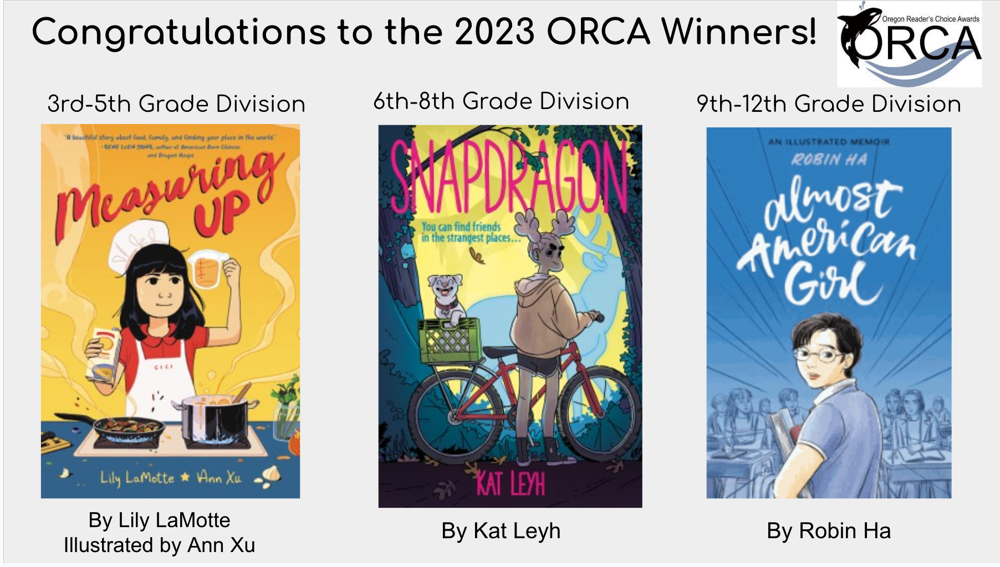 Congratulations to the 2023 ORCA Winners!
Oregon Reader's Choice Awards
ORCA
3rd-5th Grade Division
"A beautiful story about food, family, and finding your place in the world."
-GENE LUEN YANG, author of American Born Chinese
and Dragon Hoops
Measuring
UP
CICI
Lily LaMotte ★ Ann Xu
By Lily LaMotte
Illustrated by Ann Xu
6th-8th Grade Division
SNAPDRAGON
You can find friends
in the strangest places...
KAT LEYH
By Kat Leyh
9th-12th Grade Division
AN ILLUSTRATED MEMOIR
ROBIN HA
almost
American
Girl
By Robin Ha